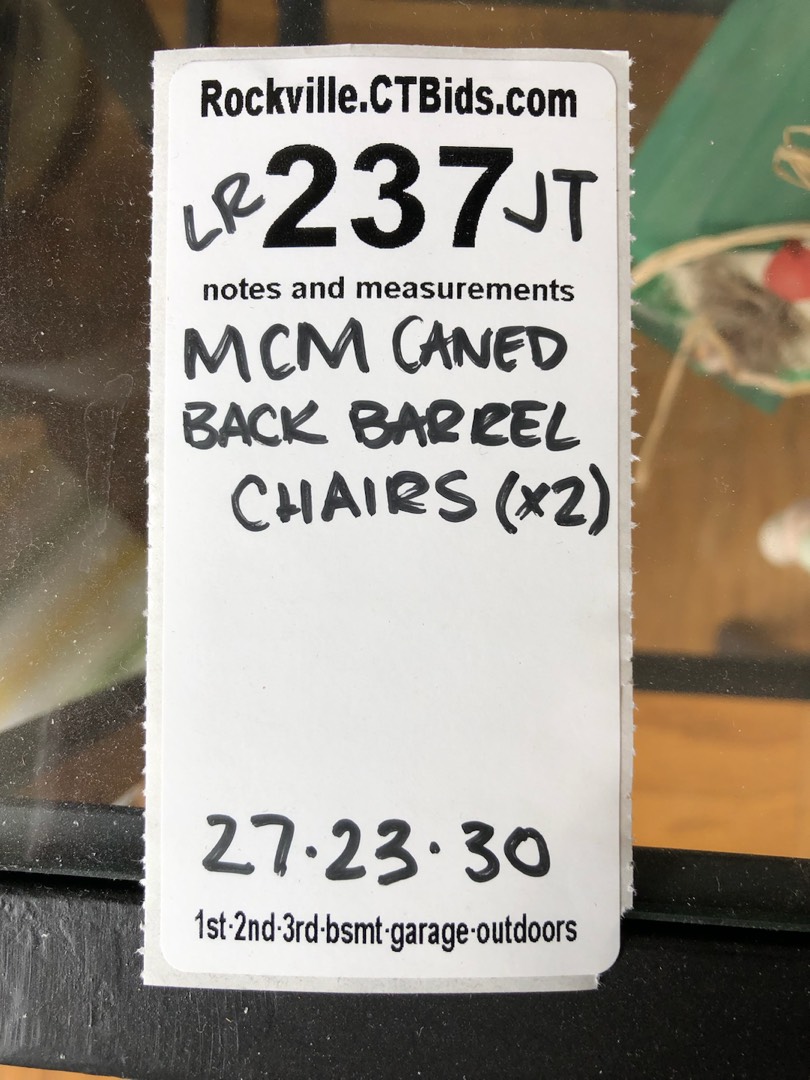 Rockville.CTBids.com
LR 237 JT
notes and measurements
MCM CANED
BACK BARREL
CHAIRS (x2)
27·23·30
1st·2nd·3rd·bsmt·garage·outdoors